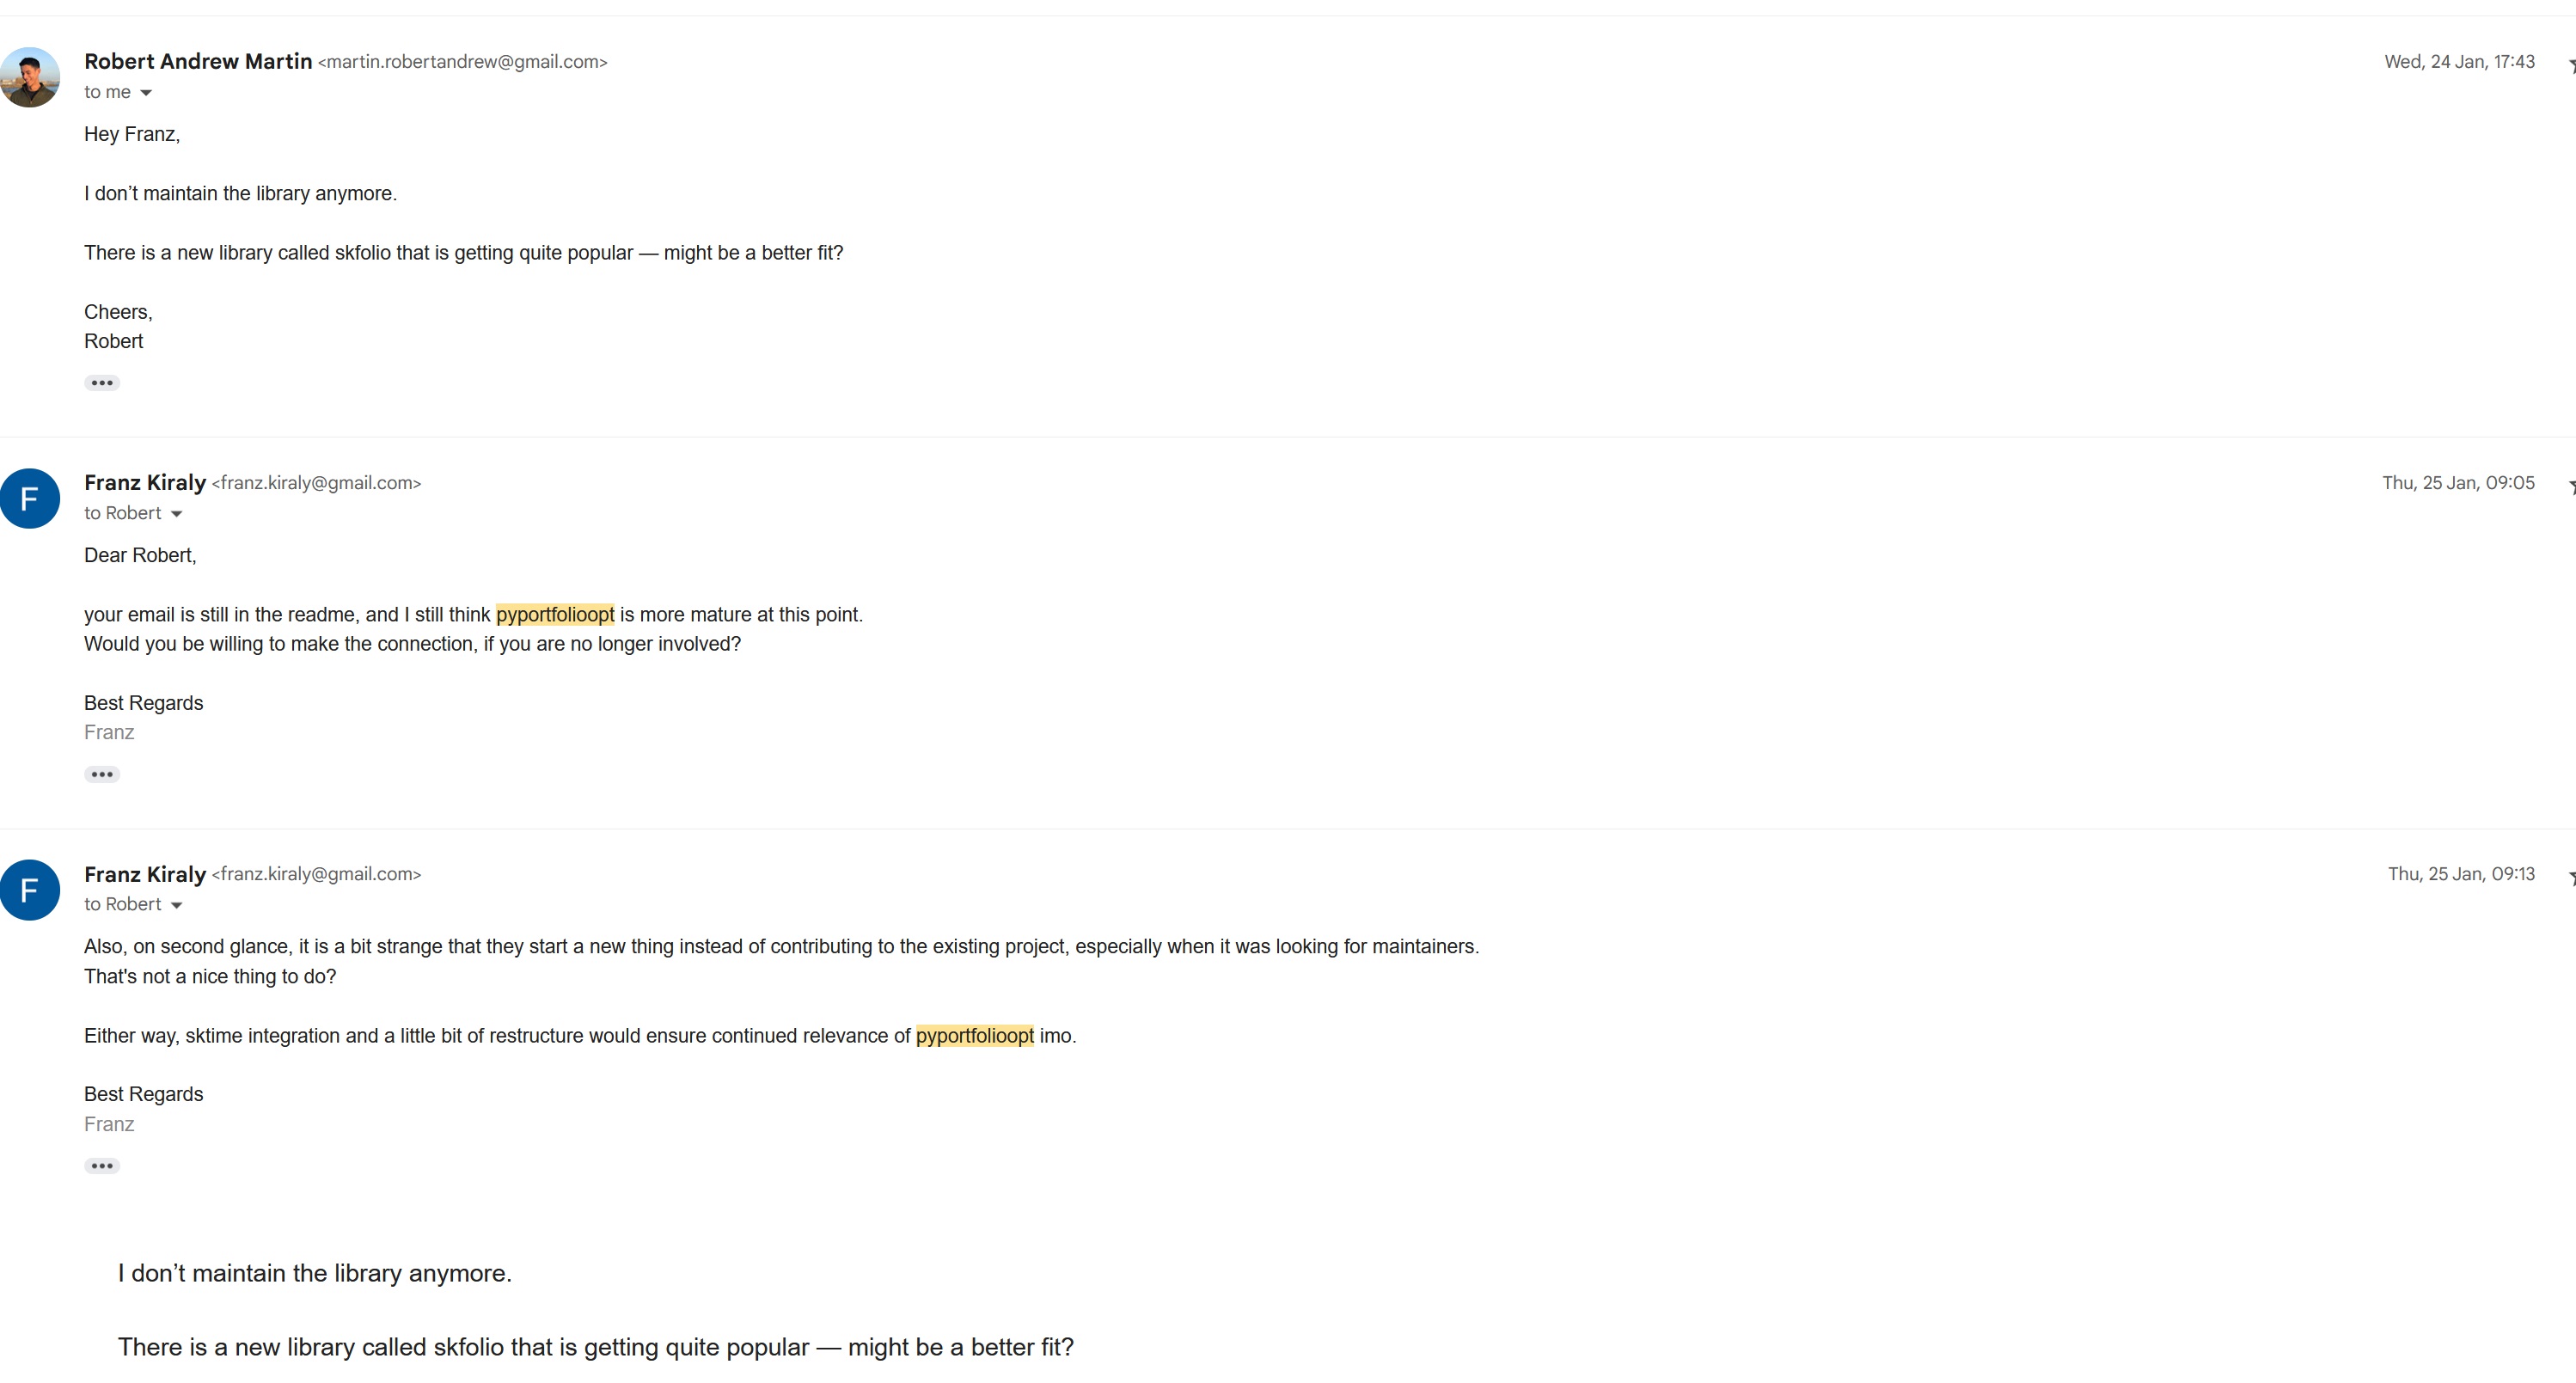 Robert Andrew Martin <martin.robertandrew@gmail.com>
Wed, 24 Jan, 17:43
to me
Hey Franz,
I don’t maintain the library anymore.
There is a new library called skfolio that is getting quite popular — might be a better fit?
Cheers,
Robert
F
Franz Kiraly <franz.kiraly@gmail.com>
Thu, 25 Jan, 09:05
to Robert
Dear Robert,
your email is still in the readme, and I still think pyportfolioopt is more mature at this point.
Would you be willing to make the connection, if you are no longer involved?
Best Regards
Franz
F
Franz Kiraly <franz.kiraly@gmail.com>
Thu, 25 Jan, 09:13
to Robert
Also, on second glance, it is a bit strange that they start a new thing instead of contributing to the existing project, especially when it was looking for maintainers.
That's not a nice thing to do?
Either way, sktime integration and a little bit of restructure would ensure continued relevance of pyportfolioopt imo.
Best Regards
Franz
I don’t maintain the library anymore.
There is a new library called skfolio that is getting quite popular — might be a better fit?